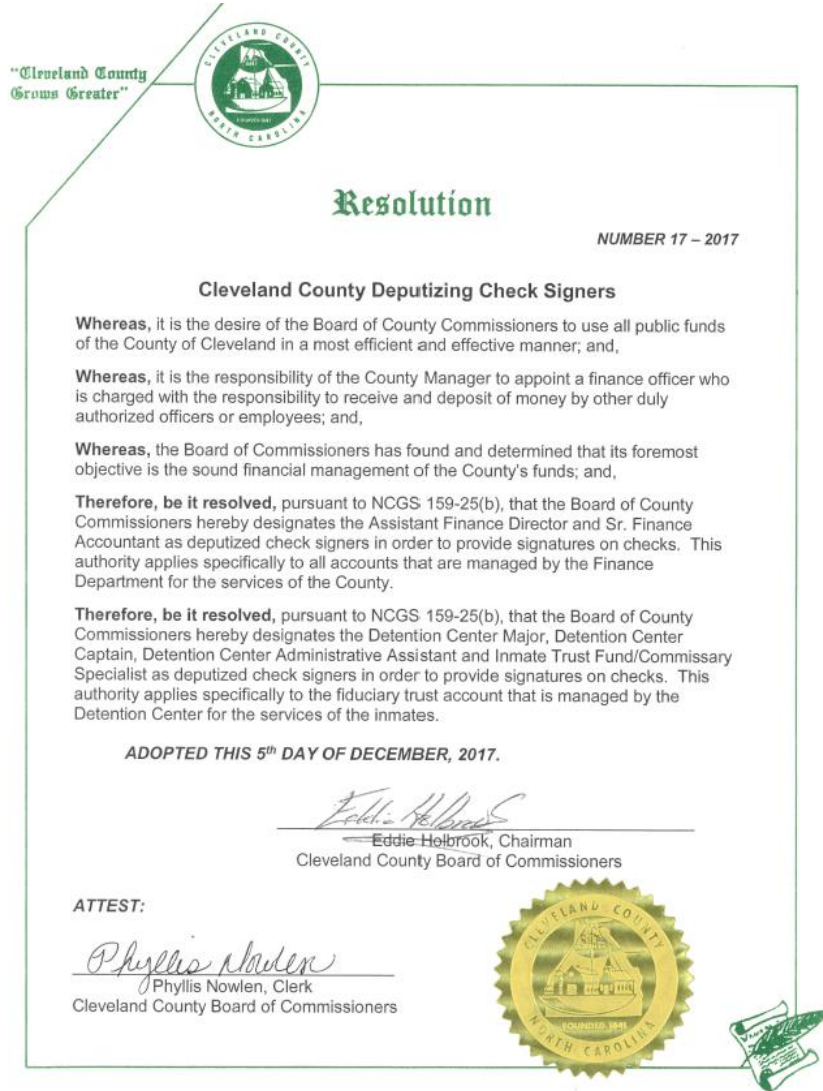 "Cleveland County
Grows Greater"
CLEVELAND COUNTY
NORTH CAROLINA
FOUNDED 1841
Resolution
NUMBER 17 – 2017
Cleveland County Deputizing Check Signers
Whereas, it is the desire of the Board of County Commissioners to use all public funds
of the County of Cleveland in a most efficient and effective manner; and,
Whereas, it is the responsibility of the County Manager to appoint a finance officer who
is charged with the responsibility to receive and deposit of money by other duly
authorized officers or employees; and,
Whereas, the Board of Commissioners has found and determined that its foremost
objective is the sound financial management of the County's funds; and,
Therefore, be it resolved, pursuant to NCGS 159-25(b), that the Board of County
Commissioners hereby designates the Assistant Finance Director and Sr. Finance
Accountant as deputized check signers in order to provide signatures on checks. This
authority applies specifically to all accounts that are managed by the Finance
Department for the services of the County.
Therefore, be it resolved, pursuant to NCGS 159-25(b), that the Board of County
Commissioners hereby designates the Detention Center Major, Detention Center
Captain, Detention Center Administrative Assistant and Inmate Trust Fund/Commissary
Specialist as deputized check signers in order to provide signatures on checks. This
authority applies specifically to the fiduciary trust account that is managed by the
Detention Center for the services of the inmates.
ADOPTED THIS 5th DAY OF DECEMBER, 2017.
Eddie Holbrook
Eddie Holbrook, Chairman
Cleveland County Board of Commissioners
ATTEST:
Phyllis Nowlen
Phyllis Nowlen, Clerk
Cleveland County Board of Commissioners
CLEVELAND COUNTY
FOUNDED 1841
NORTH CAROLINA